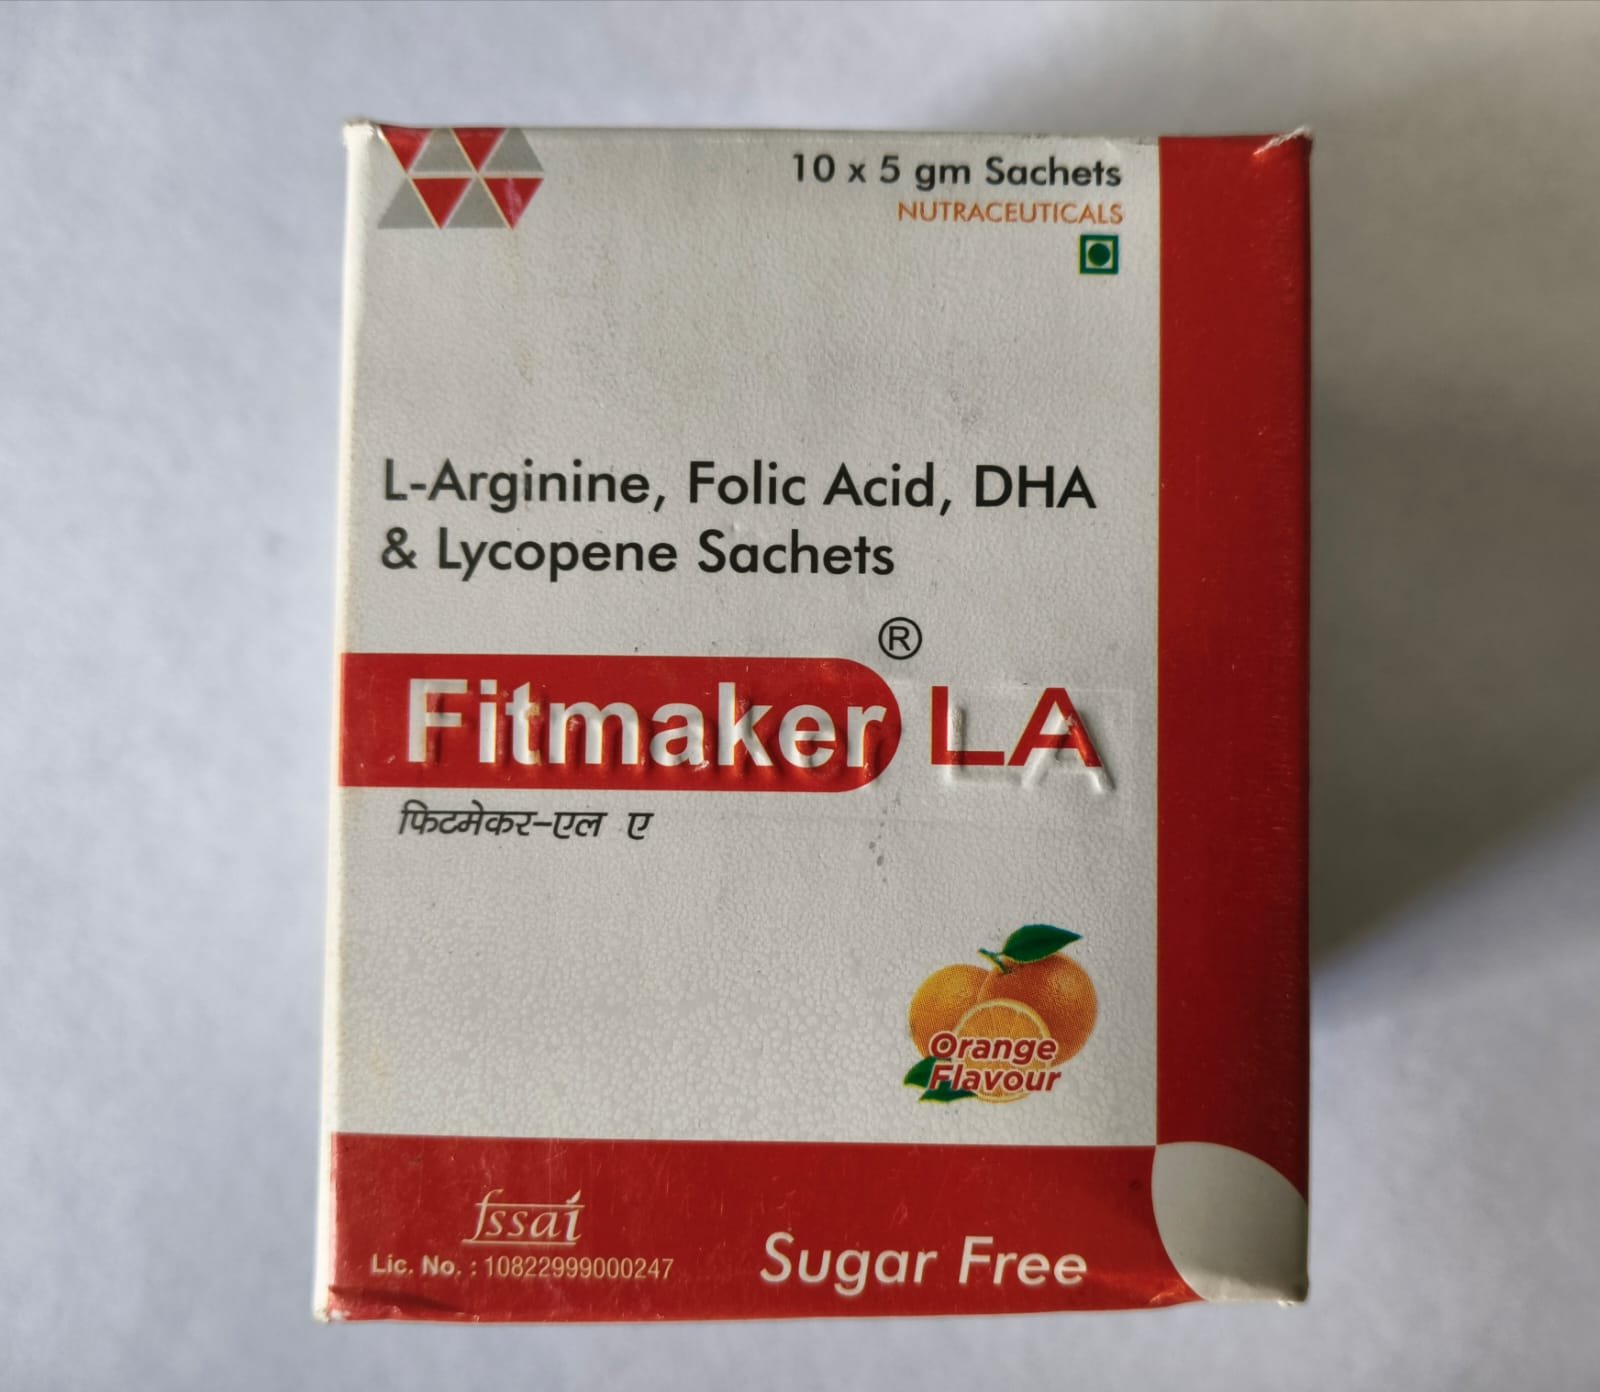 10 x 5 gm Sachets
NUTRACEUTICALS
L-Arginine, Folic Acid, DHA
& Lycopene Sachets
®
Fitmaker LA
फिटमेकर-एल ए
Orange
Flavour
fssai
Lic. No. : 10822999000247
Sugar Free